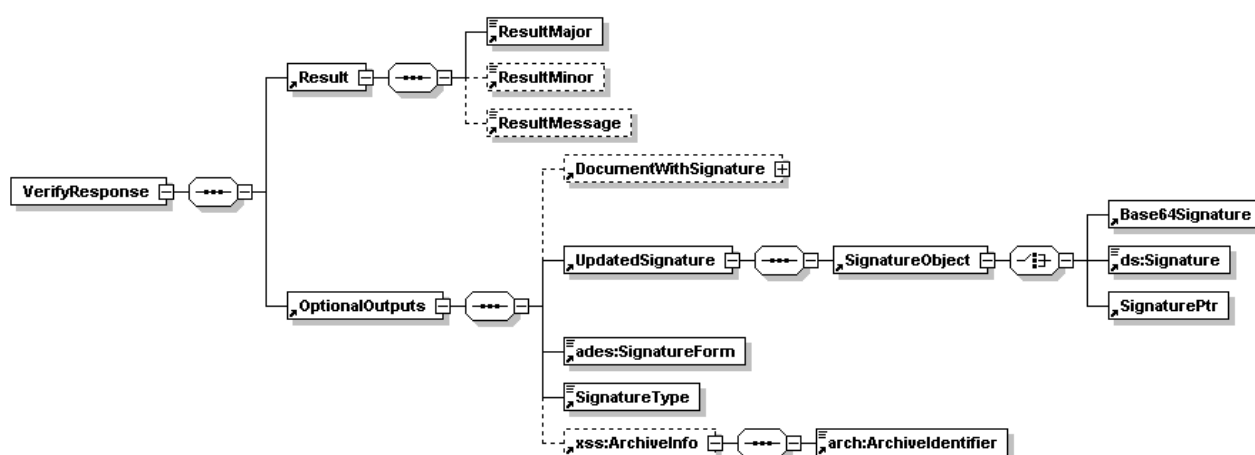 ResultMajor
Result
ResultMinor
ResultMessage
DocumentWithSignature
VerifyResponse
Base64Signature
UpdatedSignature
SignatureObject
ds:Signature
OptionalOutputs
SignaturePtr
ades:SignatureForm
SignatureType
xss:ArchiveInfo
arch:ArchiveIdentifier